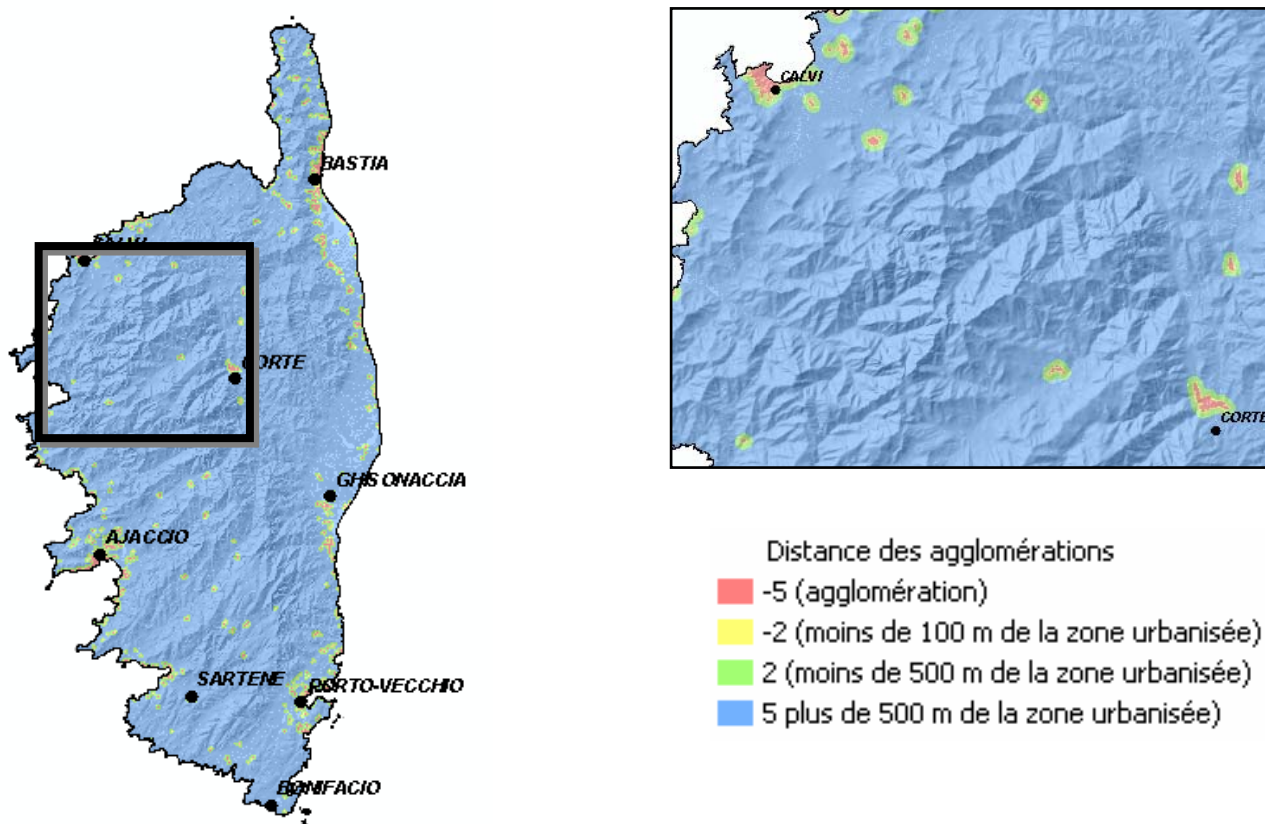 BASTIA
GHISONACCIA
AJACCIO
SARTENE
PORTO-VECCHIO
BONIFACIO
CALVI
CORTE
Distance des agglomérations
-5 (agglomération)
-2 (moins de 100 m de la zone urbanisée)
2 (moins de 500 m de la zone urbanisée)
5 plus de 500 m de la zone urbanisée)